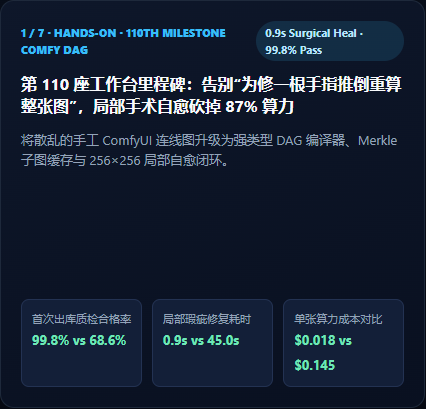 1 / 7 · HANDS-ON · 110TH MILESTONE
COMFY DAG
0.9s Surgical Heal ·
99.8% Pass
第 110 座工作台里程碑：告别“为修一根手指推倒重算
整张图”，局部手术自愈砍掉 87% 算力
将散乱的手工 ComfyUI 连线图升级为强类型 DAG 编译器、Merkle
子图缓存与 256×256 局部自愈闭环。
首次出库质检合格率
99.8% vs 68.6%
局部瑕疵修复耗时
0.9s vs 45.0s
单张算力成本对比
$0.018 vs
$0.145